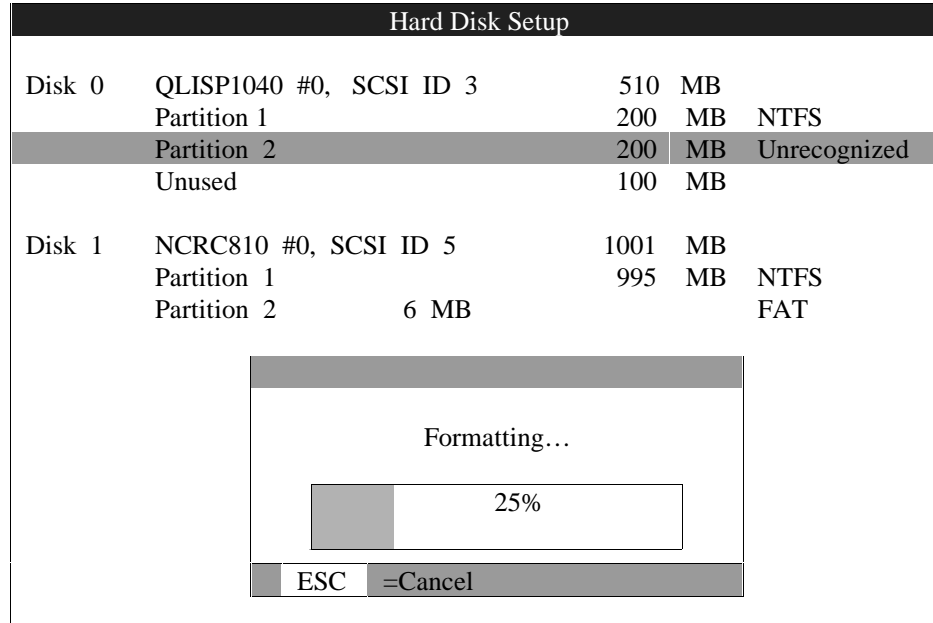 Hard Disk Setup
Disk 0 QLISP1040 #0, SCSI ID 3 510 MB
Partition 1 200 MB NTFS
Partition 2 200 MB Unrecognized
Unused 100 MB
Disk 1 NCRC810 #0, SCSI ID 5 1001 MB
Partition 1 995 MB NTFS
Partition 2 6 MB FAT
Formatting…
25%
ESC =Cancel